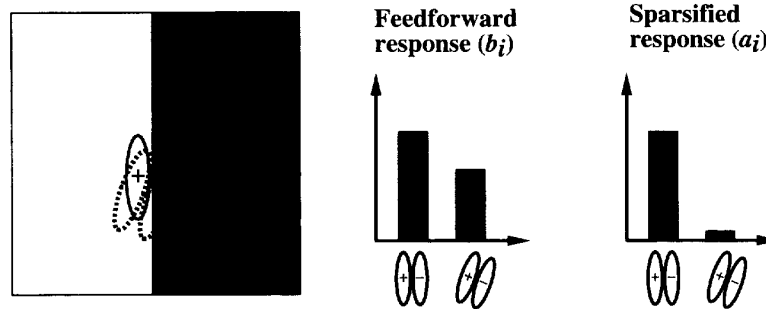 Feedforward
response (bi)
Sparsified
response (ai)
+
+ - + -
+ - + -